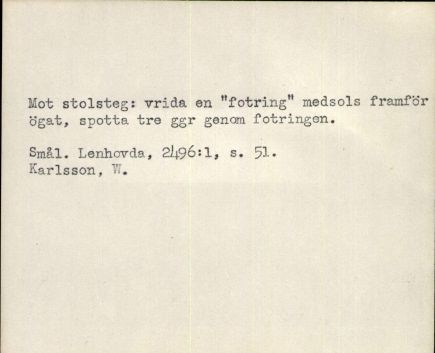 Mot stolsteg: vrida en "fotring" medsols framför
ögat, spotta tre ggr genom fotringen.
Smål. Lenhovda, 2496:1, s. 51.
Karlsson, W.